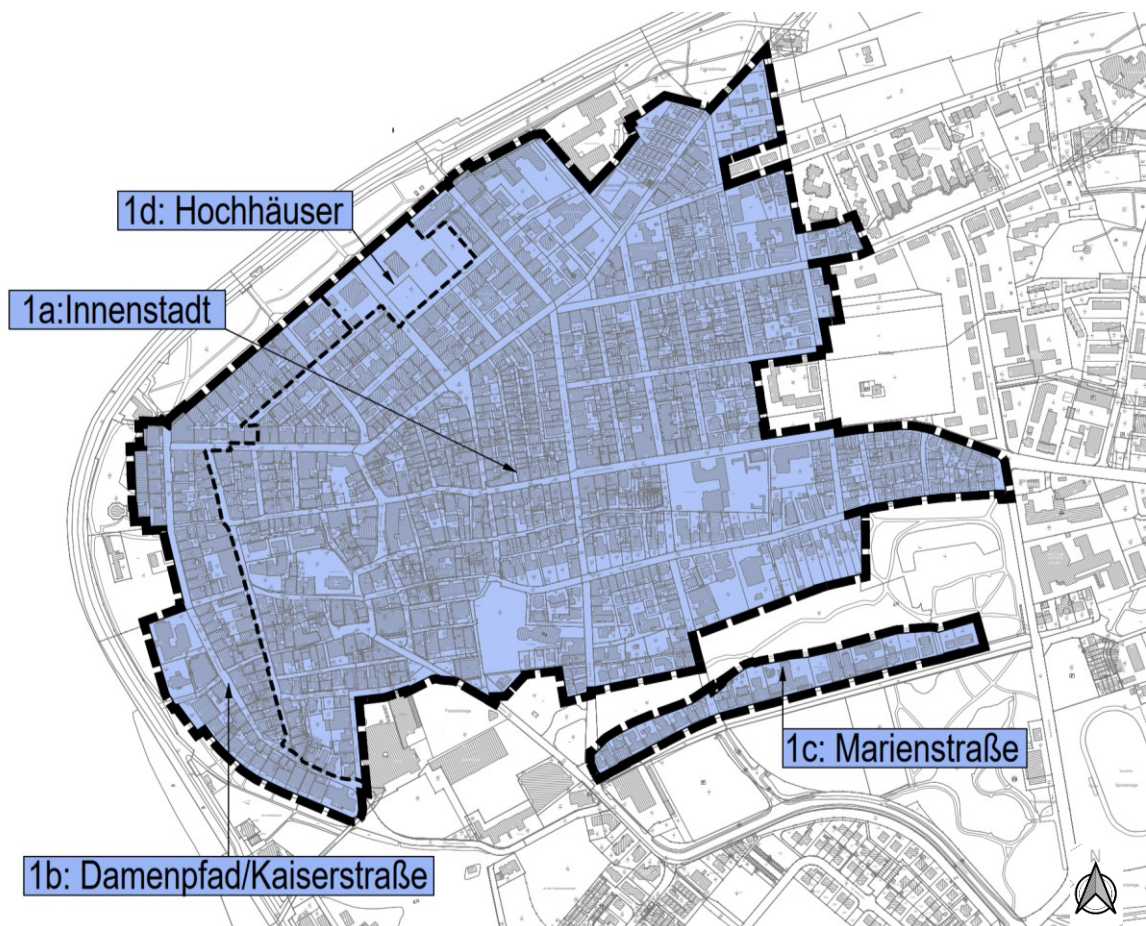 1d: Hochhäuser
1a:Innenstadt
1c: Marienstraße
1b: Damenpfad/Kaiserstraße
N